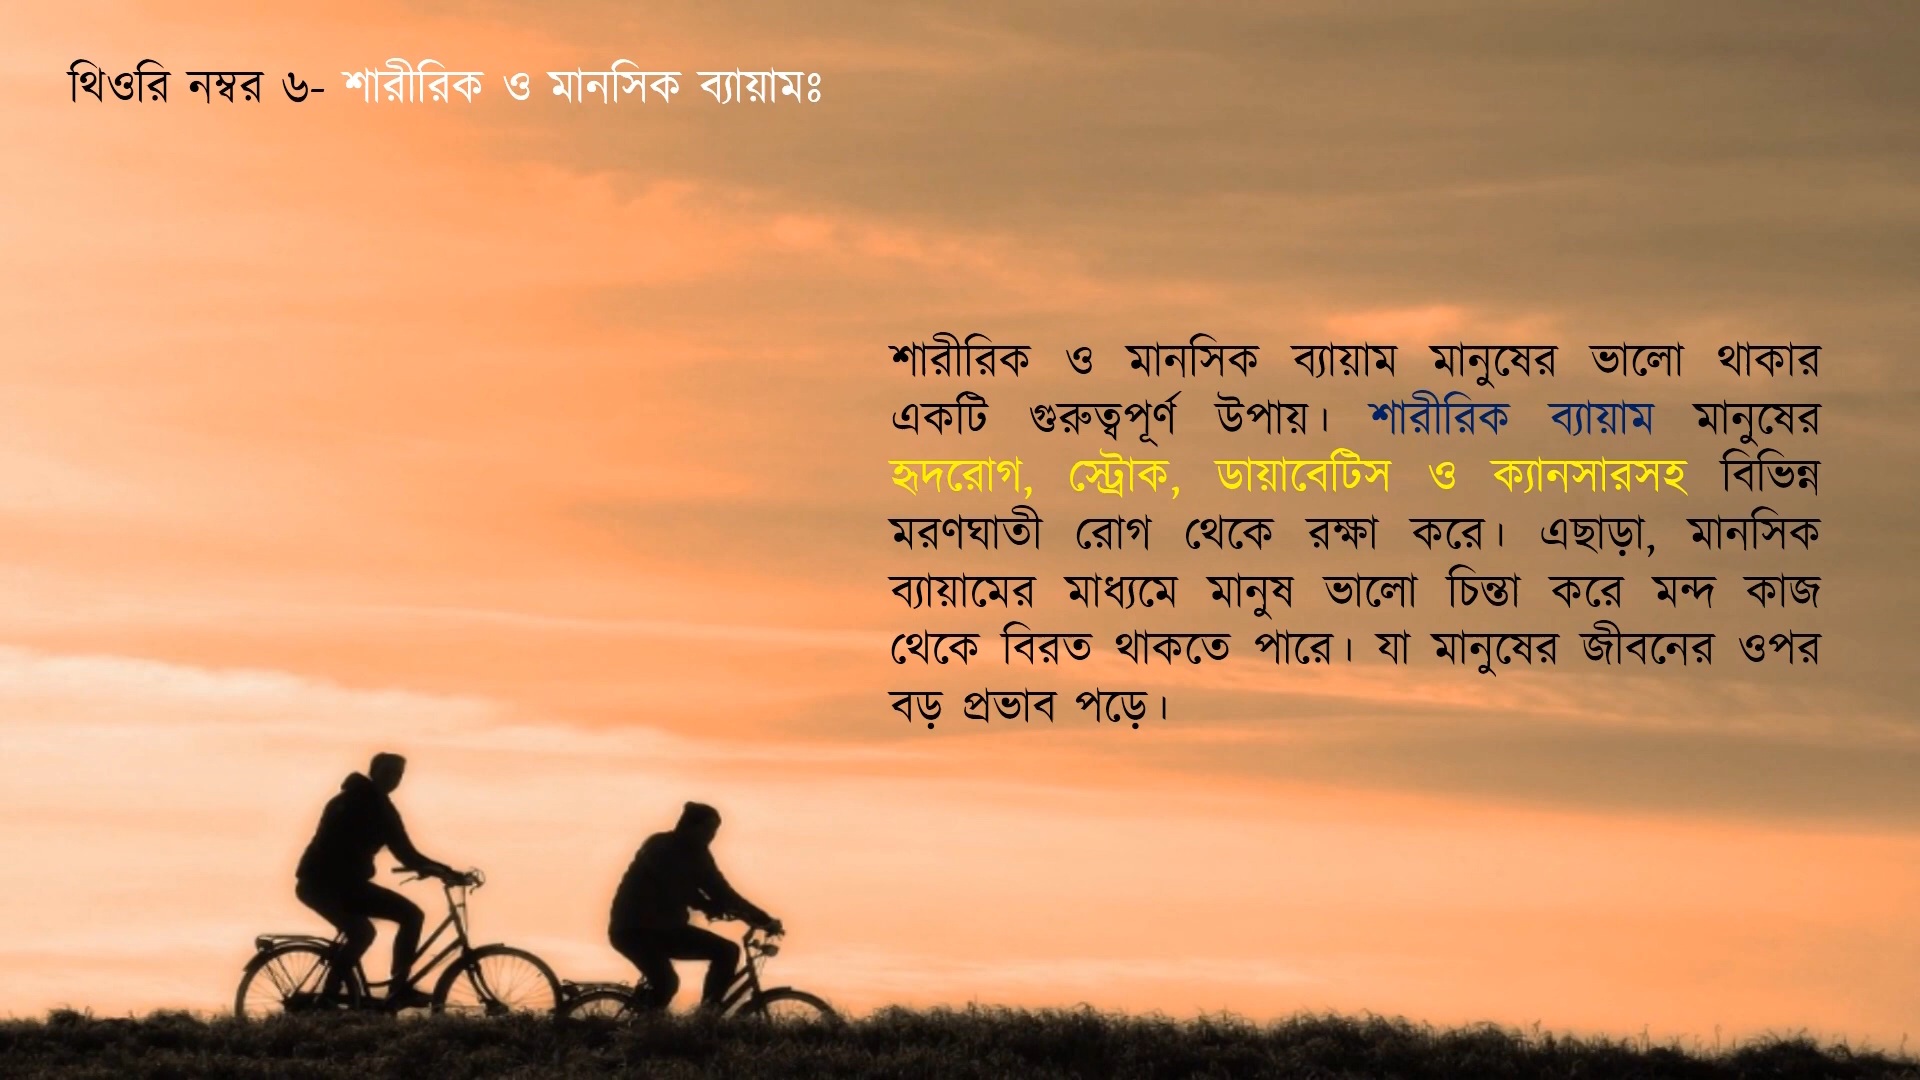 থিওরি নম্বর ৬- শারীরিক ও মানসিক ব্যায়ামঃ
শারীরিক ও মানসিক ব্যায়াম মানুষের ভালো থাকার
একটি গুরুত্বপূর্ণ উপায়। শারীরিক ব্যায়াম মানুষের
হৃদরোগ, স্ট্রোক, ডায়াবেটিস ও ক্যানসারসহ বিভিন্ন
মরণঘাতী রোগ থেকে রক্ষা করে। এছাড়া, মানসিক
ব্যায়ামের মাধ্যমে মানুষ ভালো চিন্তা করে মন্দ কাজ
থেকে বিরত থাকতে পারে। যা মানুষের জীবনের ওপর
বড় প্রভাব পড়ে।